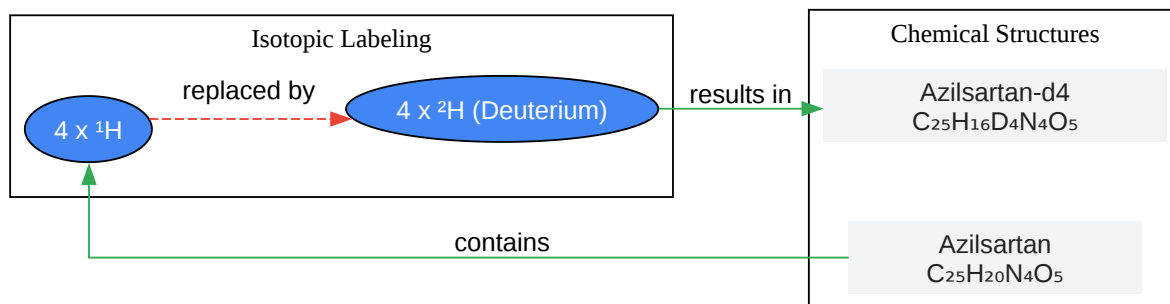 Isotopic Labeling
Chemical Structures
replaced by
results in
4 x ¹H
4 x ²H (Deuterium)
Azilsartan-d4
C₂₅H₁₆D₄N₄O₅
contains
Azilsartan
C₂₅H₂₀N₄O₅